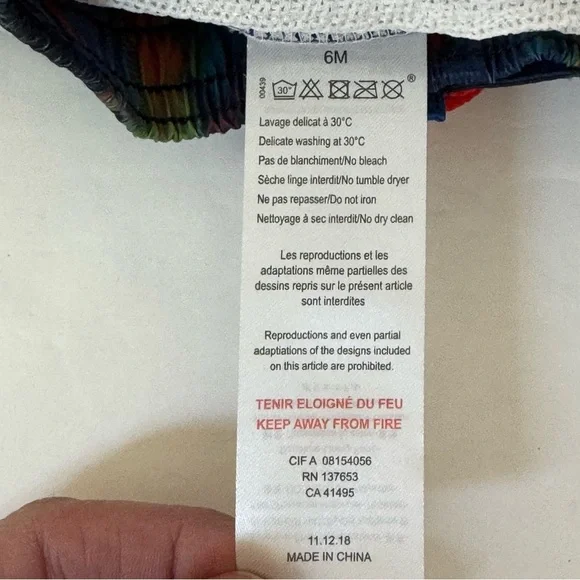 6M
00439
30°
®
Lavage delicat à 30°C
Delicate washing at 30°C
Pas de blanchiment/No bleach
Sèche linge interdit/No tumble dryer
Ne pas repasser/Do not iron
Nettoyage à sec interdit/No dry clean
Les reproductions et les
adaptations même partielles des
dessins repris sur le présent article
sont interdites
Reproductions and even partial
adaptations of the designs included
on this article are prohibited.
TENIR ELOIGNÉ DU FEU
KEEP AWAY FROM FIRE
CIF A 08154056
RN 137653
CA 41495
11.12.18
MADE IN CHINA